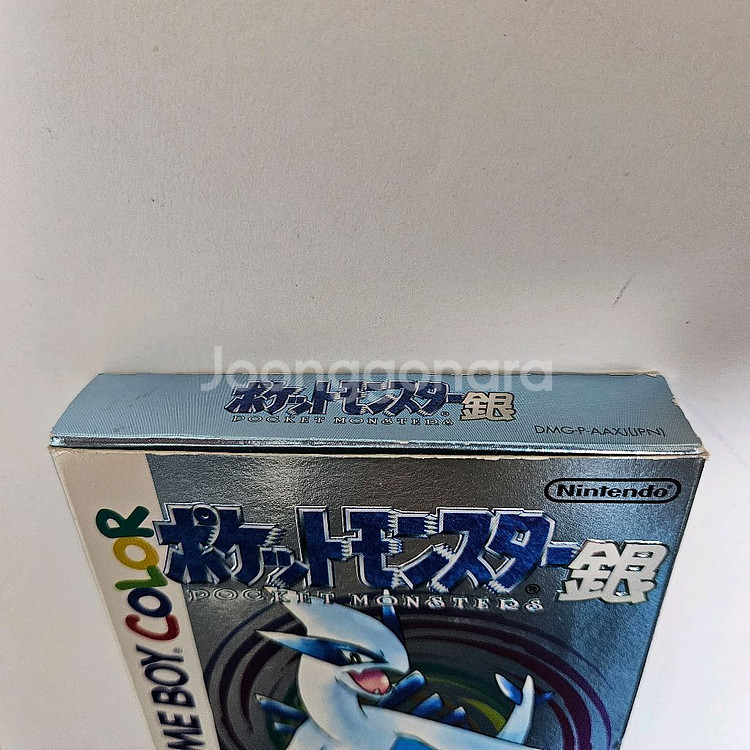 Joonggonara
ポケットモンスター銀
POCKET MONSTERS®
DMG-P-AAXJ(JPN)
Nintendo®
ポケットモンスター銀
POCKET MONSTERS®
GAME BOY® COLOR